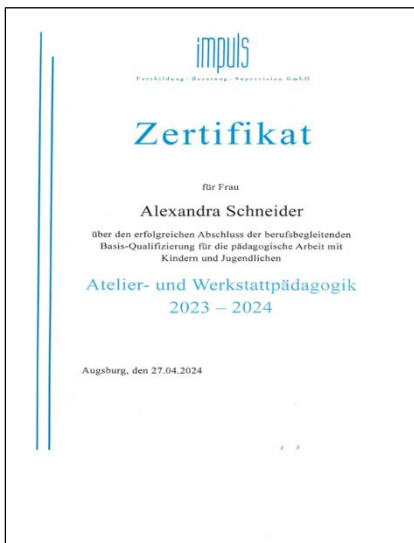 impuls
Fortbildung · Beratung · Supervision GmbH
Zertifikat
für Frau
Alexandra Schneider
über den erfolgreichen Abschluss der berufsbegleitenden
Basis-Qualifizierung für die pädagogische Arbeit mit
Kindern und Jugendlichen
Atelier- und Werkstattpädagogik
2023 – 2024
Augsburg, den 27.04.2024